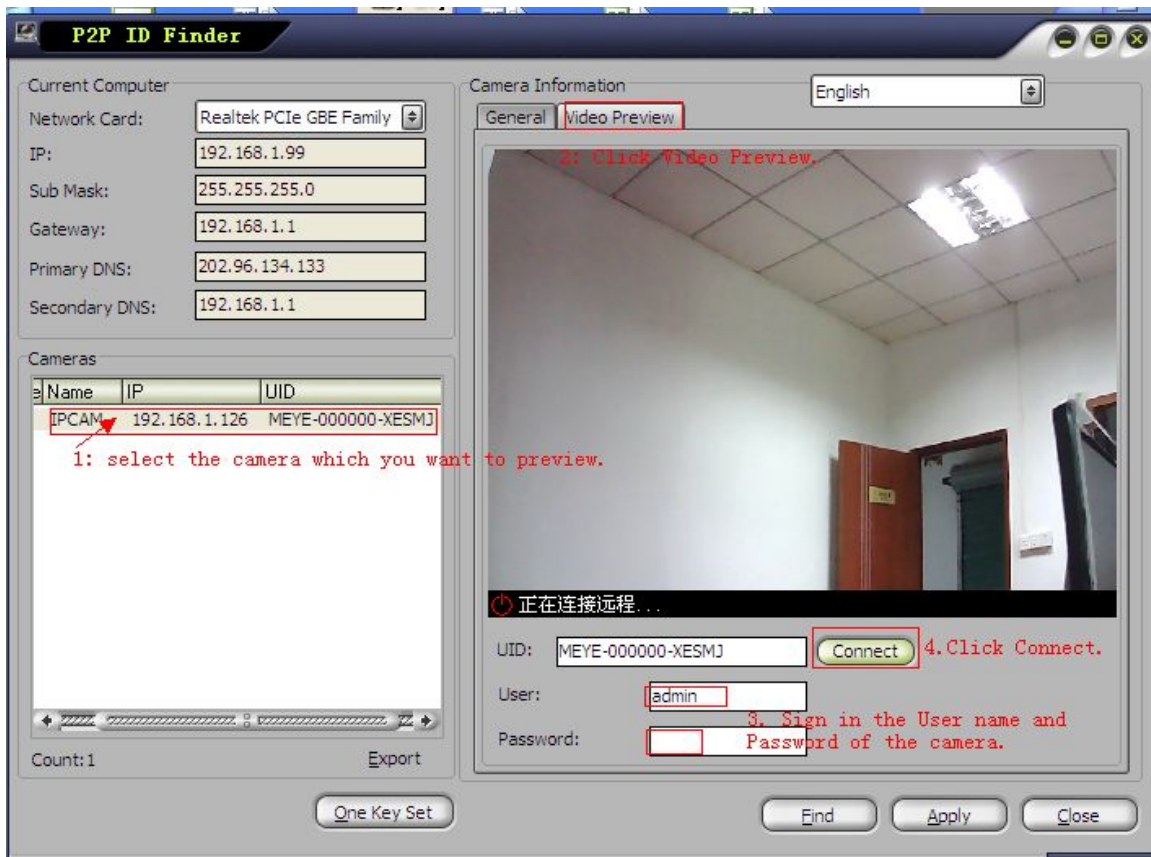 P2P ID Finder
Current Computer
Network Card: Realtek PCIe GBE Family
IP: 192.168.1.99
Sub Mask: 255.255.255.0
Gateway: 192.168.1.1
Primary DNS: 202.96.134.133
Secondary DNS: 192.168.1.1
Cameras
e Name IP UID
IPCAM 192.168.1.126 MEYE-000000-XESMJ
1: select the camera which you want to preview.
Count:1 Export
One Key Set
Camera Information
English
General Video Preview
2: Click Video Preview.
正在连接远程...
UID: MEYE-000000-XESMJ Connect 4.Click Connect.
User: admin
3. Sign in the User name and
Password: Password of the camera.
Find Apply Close